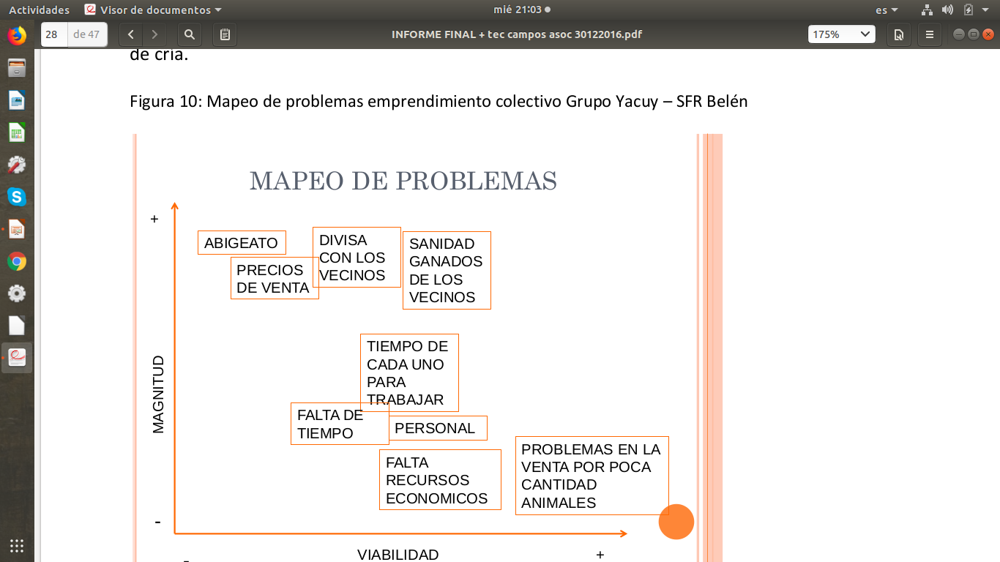 Actividades
Visor de documentos
mié 21:03
es
28
de 47
INFORME FINAL + tec campos asoc 30122016.pdf
175%
de cría.
Figura 10: Mapeo de problemas emprendimiento colectivo Grupo Yacuy – SFR Belén
MAPEO DE PROBLEMAS
+
ABIGEATO
PRECIOS
DE VENTA
DIVISA
CON LOS
VECINOS
SANIDAD
GANADOS
DE LOS
VECINOS
TIEMPO DE
CADA UNO
PARA
TRABAJAR
MAGNITUD
FALTA DE
TIEMPO
PERSONAL
FALTA
RECURSOS
ECONOMICOS
PROBLEMAS EN LA
VENTA POR POCA
CANTIDAD
ANIMALES
-
-
VIABILIDAD
+